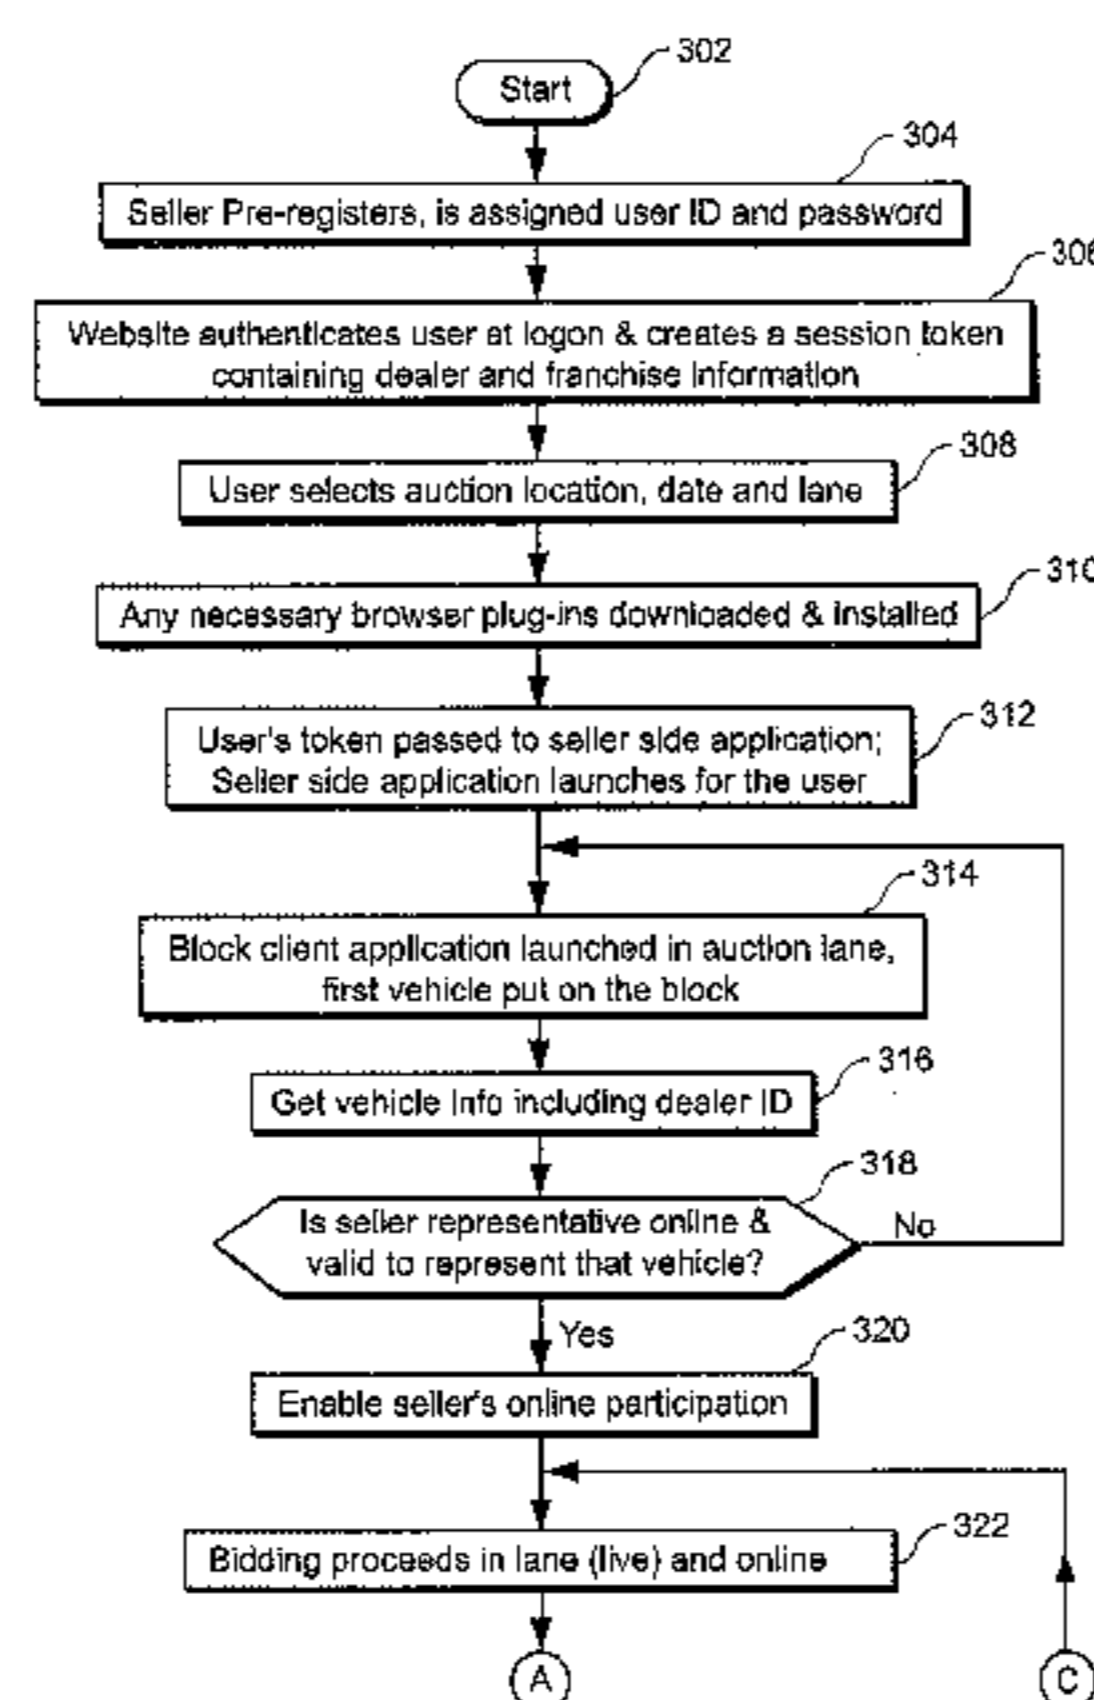 302
Start
304
Seller Pre-registers, is assigned user ID and password
306
Website authenticates user at logon & creates a session token
containing dealer and franchise Information
308
User selects auction location, date and lane
310
Any necessary browser plug-ins downloaded & Installed
312
User's token passed to seller side application;
Seller side application launches for the user
314
Block client application launched in auction lane,
first vehicle put on the block
316
Get vehicle Info including dealer ID
318
Is seller representative online &
valid to represent that vehicle?
No
Yes
320
Enable seller's online participation
322
Bidding proceeds in lane (live) and online
A
C